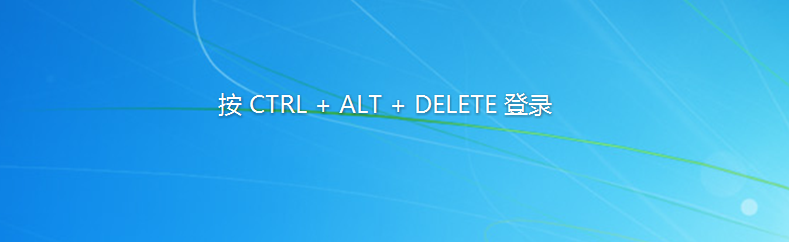 按 CTRL + ALT + DELETE 登录